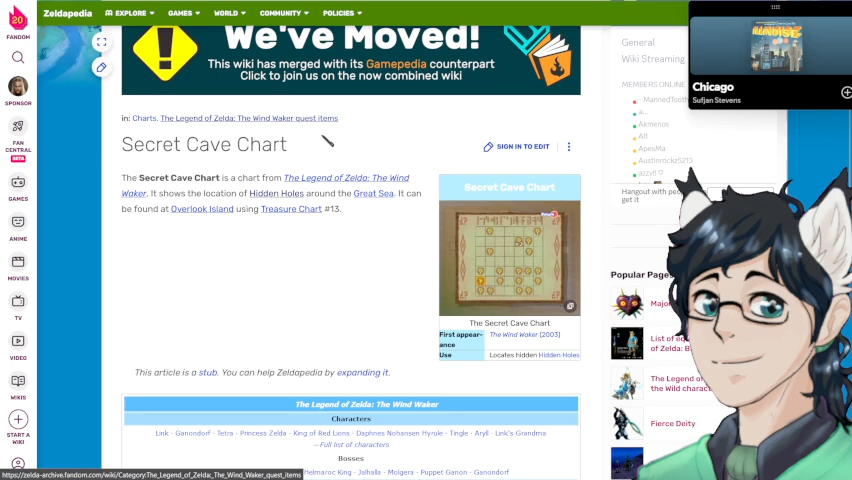 20
FANDOM
SPONSOR
FAN
CENTRAL
BETA
GAMES
ANIME
MOVIES
TV
VIDEO
WIKIS
START A
WIKI
Zeldapedia
EXPLORE
GAMES
WORLD
COMMUNITY
POLICIES
We've Moved!
This wiki has merged with its Gamepedia counterpart
Click to join us on the now combined wiki
in: Charts, The Legend of Zelda: The Wind Waker quest items
Secret Cave Chart
SIGN IN TO EDIT
The Secret Cave Chart is a chart from The Legend of Zelda: The Wind
Waker. It shows the location of Hidden Holes around the Great Sea. It can
be found at Overlook Island using Treasure Chart #13.
Secret Cave Chart
The Secret Cave Chart
First appear-
ance
The Wind Waker (2003)
Use
Locates hidden Hidden Holes
This article is a stub. You can help Zeldapedia by expanding it.
The Legend of Zelda: The Wind Waker
Characters
Link · Ganondorf · Tetra · Princess Zelda · King of Red Lions · Daphnes Nohansen Hyrule · Tingle · Aryll · Link's Grandma
—Full list of characters
Bosses
Helmaroc King · Jalhalla · Molgera · Puppet Ganon · Ganondorf
https://zelda-archive.fandom.com/wiki/Category:The_Legend_of_Zelda:_The_Wind_Waker_quest_items
General
Wiki Streaming
MEMBERS ONLINE
MannedTooth
a...
Akmenos
Alt
ApesMa
Austinrockz5213
azzy!!
Hangout with people
get it
Popular Pages
Major
List of eq
of Zelda: B
The Legend of
the Wild charact
Fierce Deity
ILLINOISE
Chicago
Sufjan Stevens